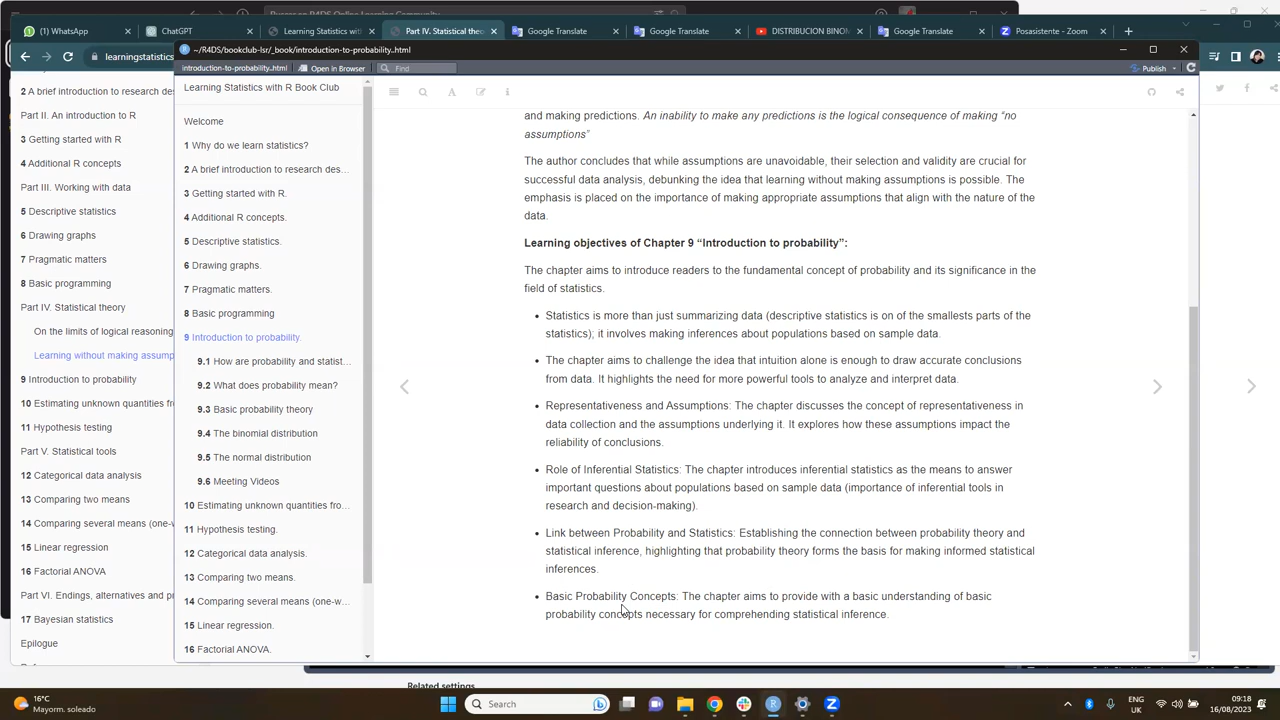 (1) WhatsApp
ChatGPT
Learning Statistics with
Part IV. Statistical theo
Google Translate
Google Translate
DISTRIBUCION BINOM
Google Translate
Posasistente - Zoom
learningstatistics
~/R4DS/bookclub-lsr/_book/introduction-to-probability..html
introduction-to-probability..html
Open in Browser
Find
Publish
2 A brief introduction to research des
Part II. An introduction to R
3 Getting started with R
4 Additional R concepts
Part III. Working with data
5 Descriptive statistics
6 Drawing graphs
7 Pragmatic matters
8 Basic programming
Part IV. Statistical theory
On the limits of logical reasoning
Learning without making assump
9 Introduction to probability
10 Estimating unknown quantities fr
11 Hypothesis testing
Part V. Statistical tools
12 Categorical data analysis
13 Comparing two means
14 Comparing several means (one-w
15 Linear regression
16 Factorial ANOVA
Part VI. Endings, alternatives and pr
17 Bayesian statistics
Epilogue
Learning Statistics with R Book Club
Welcome
1 Why do we learn statistics?
2 A brief introduction to research des…
3 Getting started with R.
4 Additional R concepts.
5 Descriptive statistics.
6 Drawing graphs.
7 Pragmatic matters.
8 Basic programming
9 Introduction to probability.
9.1 How are probability and statist…
9.2 What does probability mean?
9.3 Basic probability theory
9.4 The binomial distribution
9.5 The normal distribution
9.6 Meeting Videos
10 Estimating unknown quantities fro…
11 Hypothesis testing.
12 Categorical data analysis.
13 Comparing two means.
14 Comparing several means (one-w…
15 Linear regression.
16 Factorial ANOVA.
and making predictions. An inability to make any predictions is the logical consequence of making “no
assumptions”
The author concludes that while assumptions are unavoidable, their selection and validity are crucial for
successful data analysis, debunking the idea that learning without making assumptions is possible. The
emphasis is placed on the importance of making appropriate assumptions that align with the nature of the
data.
Learning objectives of Chapter 9 “Introduction to probability”:
The chapter aims to introduce readers to the fundamental concept of probability and its significance in the
field of statistics.
• Statistics is more than just summarizing data (descriptive statistics is on of the smallests parts of the
statistics); it involves making inferences about populations based on sample data.
• The chapter aims to challenge the idea that intuition alone is enough to draw accurate conclusions
from data. It highlights the need for more powerful tools to analyze and interpret data.
• Representativeness and Assumptions: The chapter discusses the concept of representativeness in
data collection and the assumptions underlying it. It explores how these assumptions impact the
reliability of conclusions.
• Role of Inferential Statistics: The chapter introduces inferential statistics as the means to answer
important questions about populations based on sample data (importance of inferential tools in
research and decision-making).
• Link between Probability and Statistics: Establishing the connection between probability theory and
statistical inference, highlighting that probability theory forms the basis for making informed statistical
inferences.
• Basic Probability Concepts: The chapter aims to provide with a basic understanding of basic
probability concepts necessary for comprehending statistical inference.
Related settings
16°C
Mayorm. soleado
Search
ENG
UK
09:18
16/08/2023